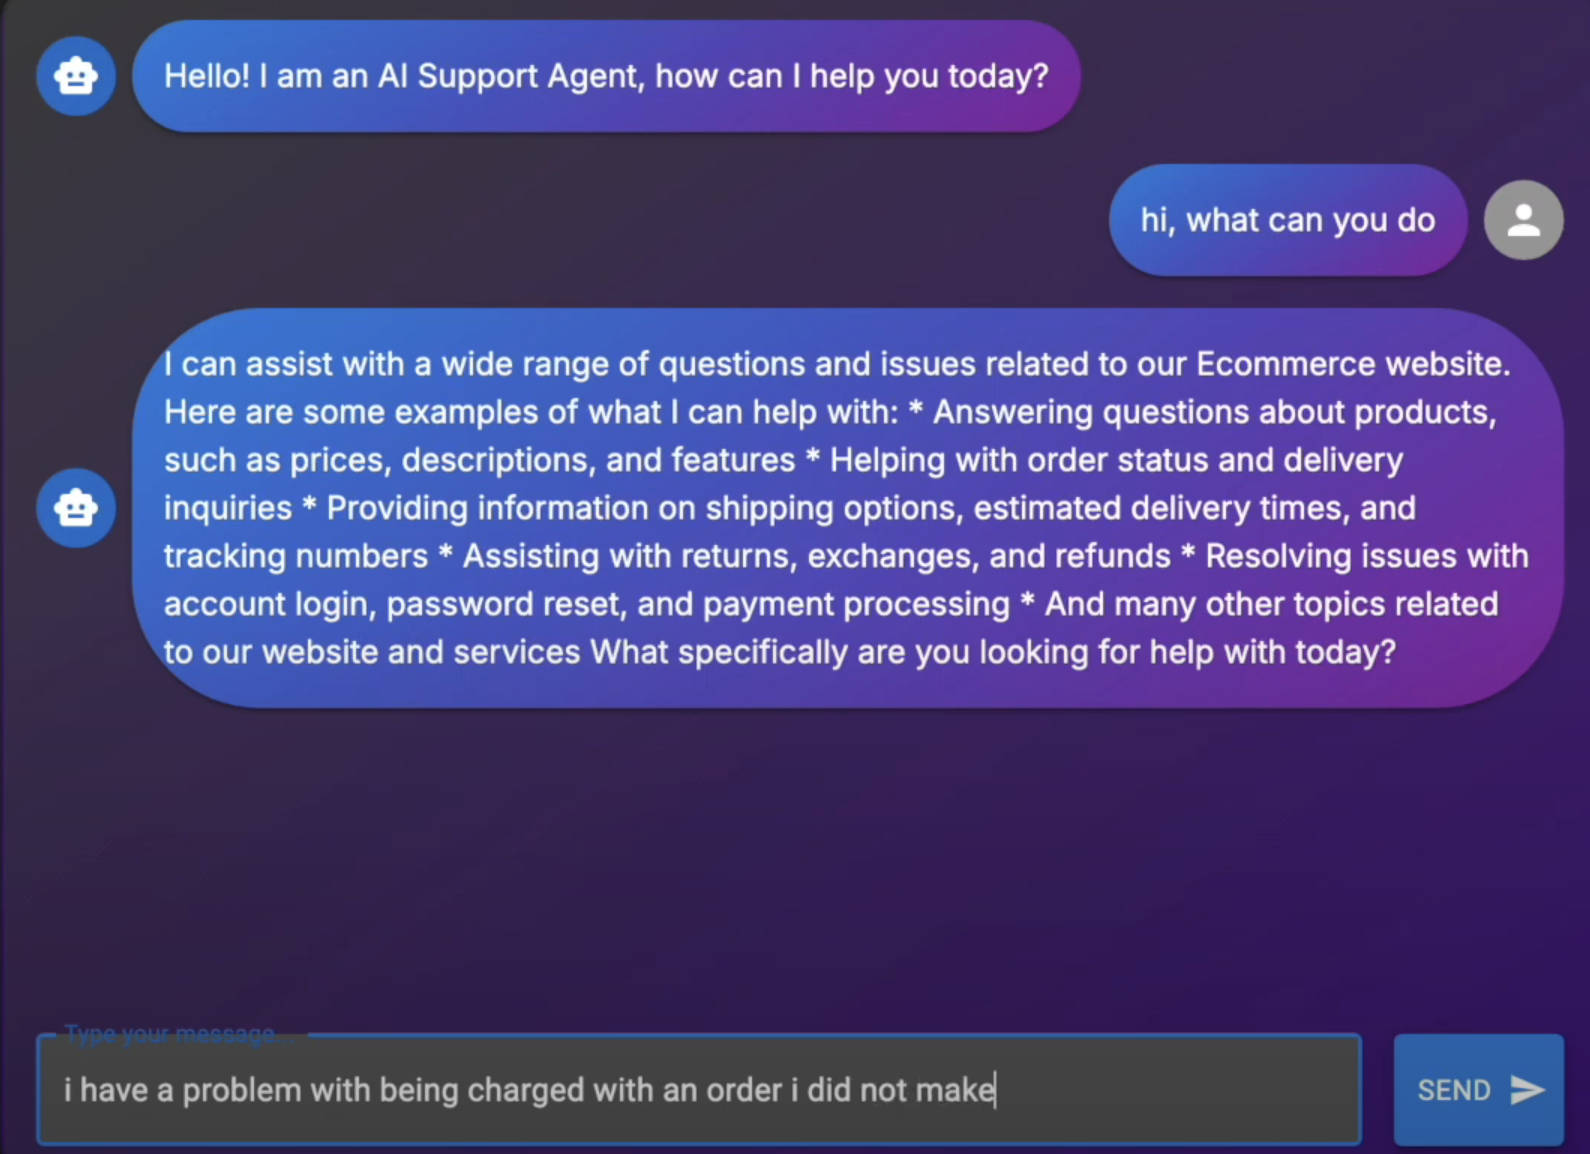 Hello! I am an AI Support Agent, how can I help you today?
hi, what can you do
I can assist with a wide range of questions and issues related to our Ecommerce website.
Here are some examples of what I can help with: * Answering questions about products,
such as prices, descriptions, and features * Helping with order status and delivery
inquiries * Providing information on shipping options, estimated delivery times, and
tracking numbers * Assisting with returns, exchanges, and refunds * Resolving issues with
account login, password reset, and payment processing * And many other topics related
to our website and services What specifically are you looking for help with today?
Type your message...
i have a problem with being charged with an order i did not make
SEND